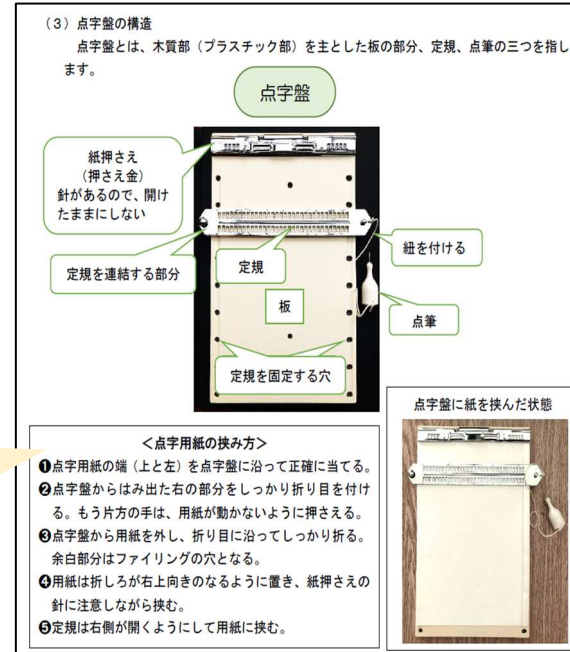 （3）点字盤の構造
点字盤とは、木質部（プラスチック部）を主とした板の部分、定規、点筆の三つを指し
ます。
点字盤
紙押さえ
（押さえ金）
針があるので、開け
たままにしない
紐を付ける
定規を連結する部分
定規
点筆
板
定規を固定する穴
点字盤に紙を挟んだ状態
＜点字用紙の挟み方＞
❶点字用紙の端（上と左）を点字盤に沿って正確に当てる。
❷点字盤からはみ出た右の部分をしっかり折り目を付け
る。もう片方の手は、用紙が動かないように押さえる。
❸点字盤から用紙を外し、折り目に沿ってしっかり折る。
余白部分はファイリングの穴となる。
❹用紙は折しろが右上向きのなるように置き、紙押さえの
針に注意しながら挟む。
❺定規は右側が開くようにして用紙に挟む。